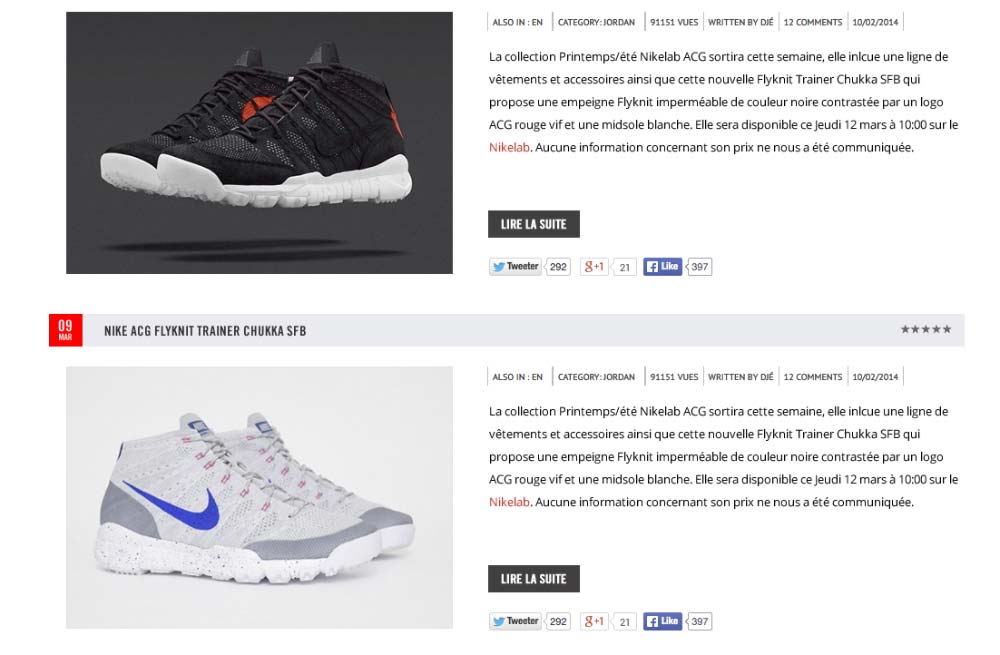 ALSO IN : EN CATEGORY: JORDAN 91151 VUES WRITTEN BY DJÉ 12 COMMENTS 10/02/2014
La collection Printemps/été Nikelab ACG sortira cette semaine, elle inlcue une ligne de
vêtements et accessoires ainsi que cette nouvelle Flyknit Trainer Chukka SFB qui
propose une empeigne Flyknit imperméable de couleur noire contrastée par un logo
ACG rouge vif et une midsole blanche. Elle sera disponible ce Jeudi 12 mars à 10:00 sur le
Nikelab. Aucune information concernant son prix ne nous a été communiquée.
LIRE LA SUITE
Tweeter 292 g+1 21 Like 397
09
MAR
NIKE ACG FLYKNIT TRAINER CHUKKA SFB
ALSO IN : EN CATEGORY: JORDAN 91151 VUES WRITTEN BY DJÉ 12 COMMENTS 10/02/2014
La collection Printemps/été Nikelab ACG sortira cette semaine, elle inlcue une ligne de
vêtements et accessoires ainsi que cette nouvelle Flyknit Trainer Chukka SFB qui
propose une empeigne Flyknit imperméable de couleur noire contrastée par un logo
ACG rouge vif et une midsole blanche. Elle sera disponible ce Jeudi 12 mars à 10:00 sur le
Nikelab. Aucune information concernant son prix ne nous a été communiquée.
LIRE LA SUITE
Tweeter 292 g+1 21 Like 397